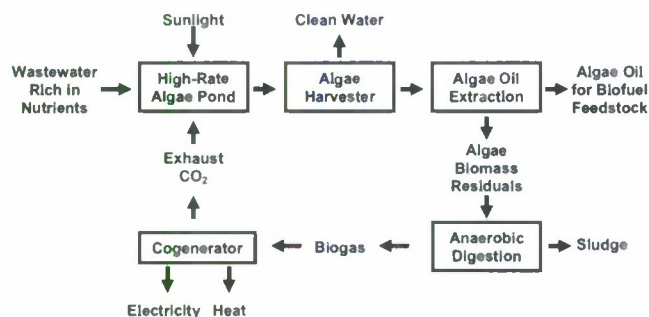 Sunlight
Clean Water
Wastewater
Rich in
Nutrients
High-Rate
Algae Pond
Algae
Harvester
Algae Oil
Extraction
Algae Oil
for Biofuel
Feedstock
Exhaust
CO₂
Algae
Biomass
Residuals
Cogenerator
Biogas
Anaerobic
Digestion
Sludge
Electricity
Heat